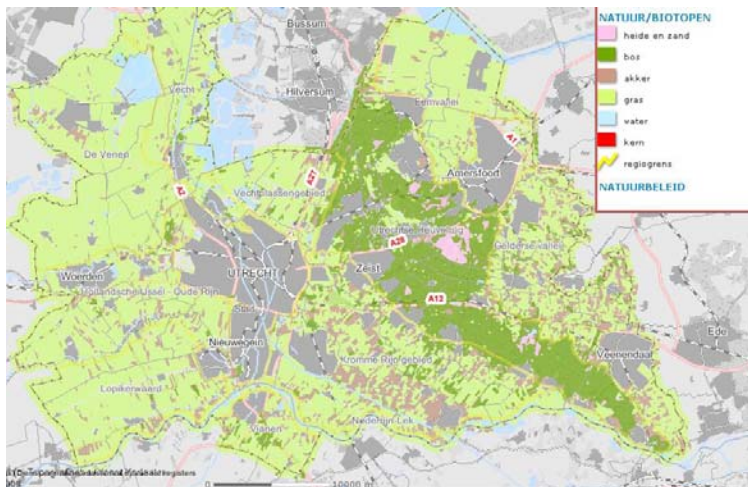 NATUUR/BIOTOPEN
heide en zand
bos
akker
gras
water
kern
regiogrens
NATUURBELEID
Bussum
Hilversum
Vecht
Eemvallei
De Venen
A1
Amersfoort
A27
A2
Vechtplassengebied
Utrechtse Heuvelrug
A28
Gelderse vallei
Zeist
Woerden
UTRECHT
Hollandsche IJssel - Oude Rijn
A12
Stad
Ede
Nieuwegein
Veenendaal
Kromme Rijngebied
Lopikerwaard
Nederrijn-Lek
Vianen
0 10000 m